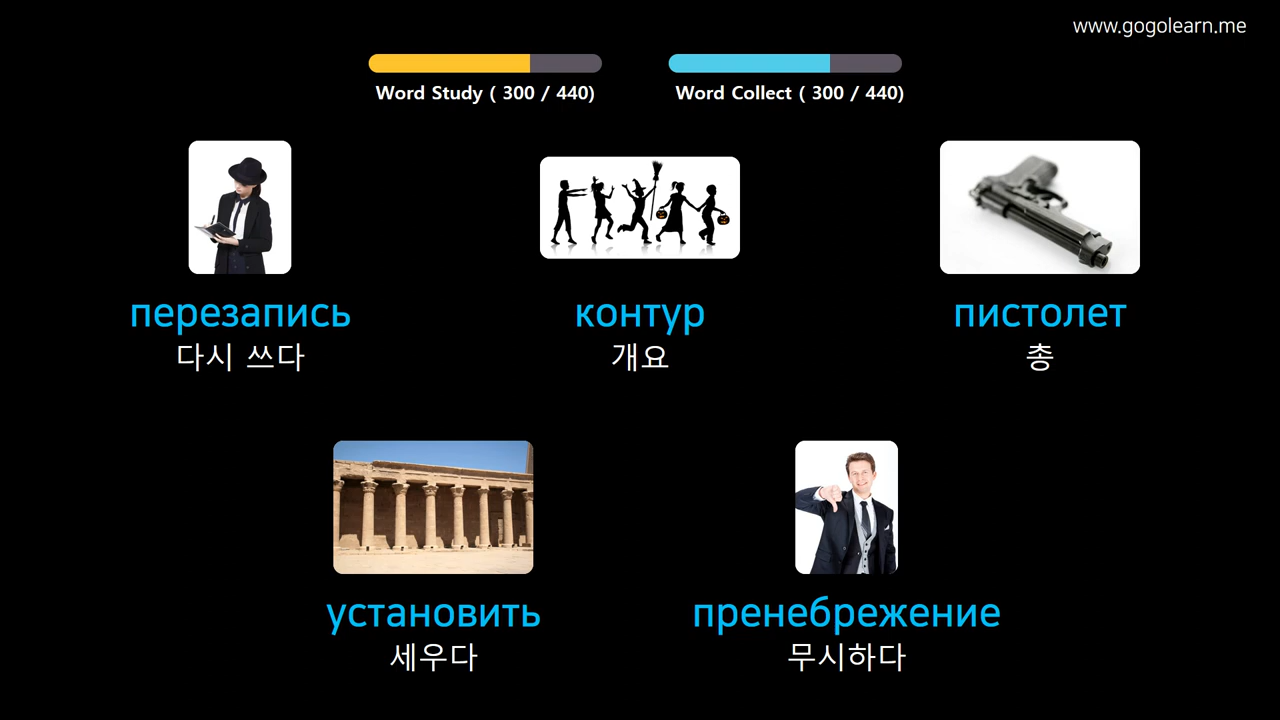 www.gogolearn.me
Word Study ( 300 / 440)
Word Collect ( 300 / 440)
перезапись
다시 쓰다
контур
개요
пистолет
총
установить
세우다
пренебрежение
무시하다